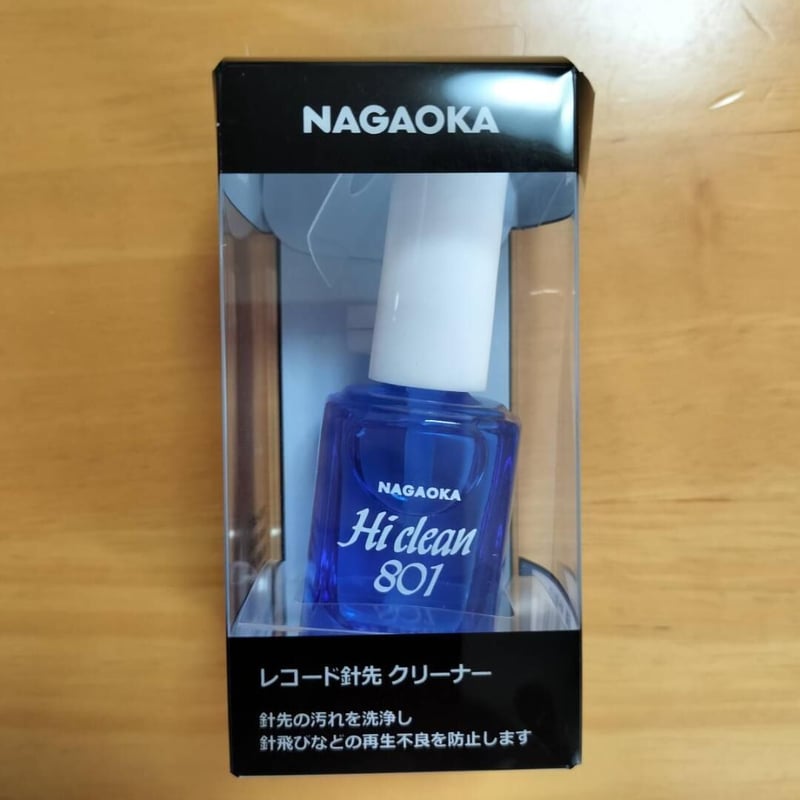 NAGAOKA
NAGAOKA
Hi clean
801
レコード針先 クリーナー
針先の汚れを洗浄し
針飛びなどの再生不良を防止します